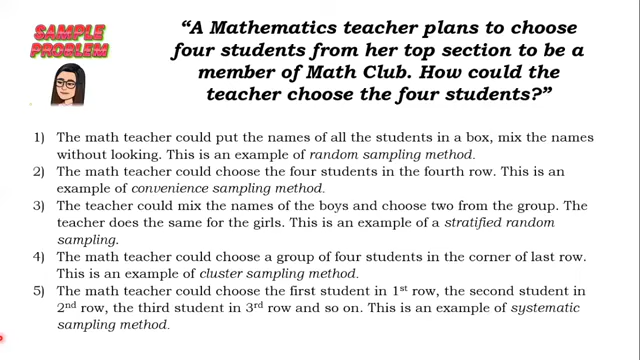 SAMPLE
PROBLEM
“A Mathematics teacher plans to choose
four students from her top section to be a
member of Math Club. How could the
teacher choose the four students?”
1) The math teacher could put the names of all the students in a box, mix the names
without looking. This is an example of random sampling method.
2) The math teacher could choose the four students in the fourth row. This is an
example of convenience sampling method.
3) The teacher could mix the names of the boys and choose two from the group. The
teacher does the same for the girls. This is an example of a stratified random
sampling.
4) The math teacher could choose a group of four students in the corner of last row.
This is an example of cluster sampling method.
5) The math teacher could choose the first student in 1st row, the second student in
2nd row, the third student in 3rd row and so on. This is an example of systematic
sampling method.